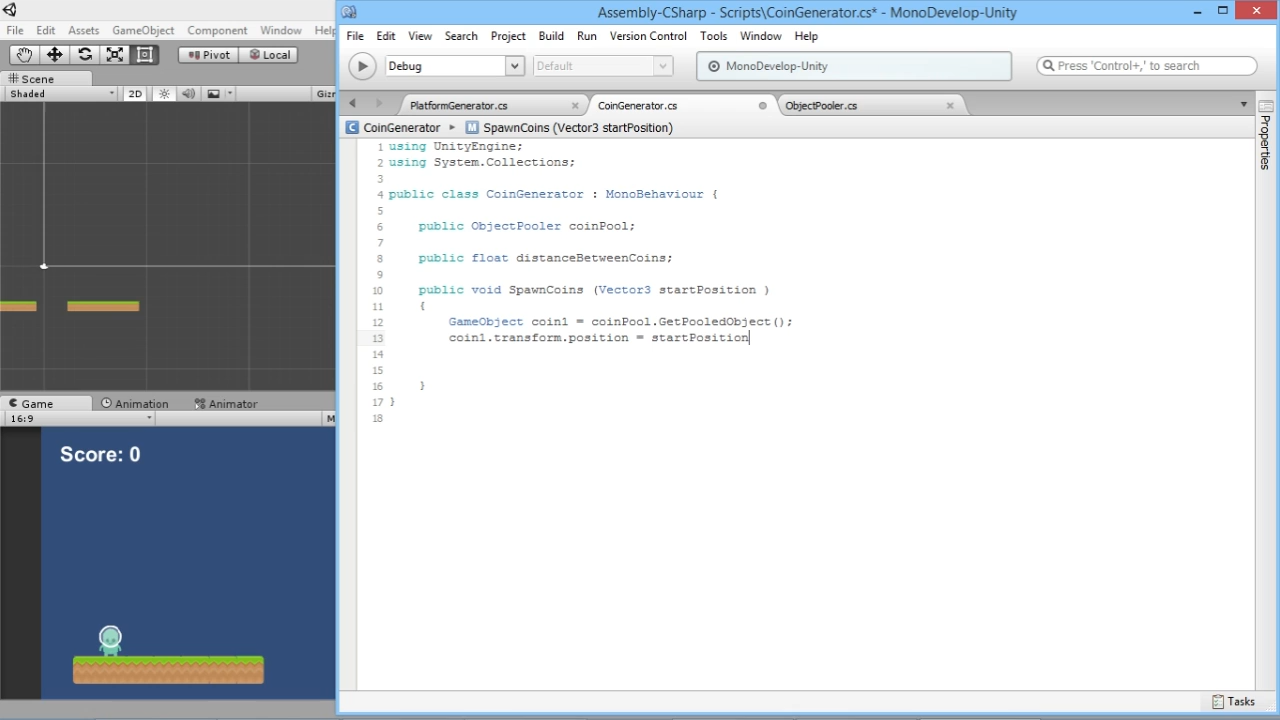 Assembly-CSharp - Scripts\CoinGenerator.cs* - MonoDevelop-Unity
File Edit Assets GameObject Component Window Help
File Edit View Search Project Build Run Version Control Tools Window Help
Pivot Local
Debug Default MonoDevelop-Unity Press 'Control+,' to search
Scene
Shaded 2D
PlatformGenerator.cs CoinGenerator.cs ObjectPooler.cs
CoinGenerator SpawnCoins (Vector3 startPosition)
Properties
1 using UnityEngine;
2 using System.Collections;
3
4 public class CoinGenerator : MonoBehaviour {
5
6 public ObjectPooler coinPool;
7
8 public float distanceBetweenCoins;
9
10 public void SpawnCoins (Vector3 startPosition )
11 {
12 GameObject coin1 = coinPool.GetPooledObject();
13 coin1.transform.position = startPosition
14
15
16 }
17 }
18
Game Animation Animator
16:9
Score: 0
Tasks